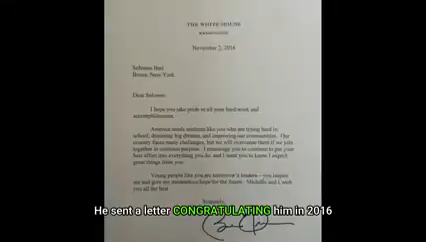 THE WHITE HOUSE
WASHINGTON
November 2, 2016
Bronx, New York
Dear Solomon:
I hope you take pride in all your hard work and
accomplishments.
America needs students like you who are trying hard in
school, dreaming big dreams, and improving our communities. Our
country faces many challenges, but we will overcome them if we join
together in common purpose. I encourage you to continue to put your
best effort into everything you do, and I want you to know I expect
great things from you.
Young people like you are tomorrow's leaders – you inspire
me and give my hope for the future. Michelle and I wish
you all the best.
Sincerely,
He sent a letter CONGRATULATING him in 2016